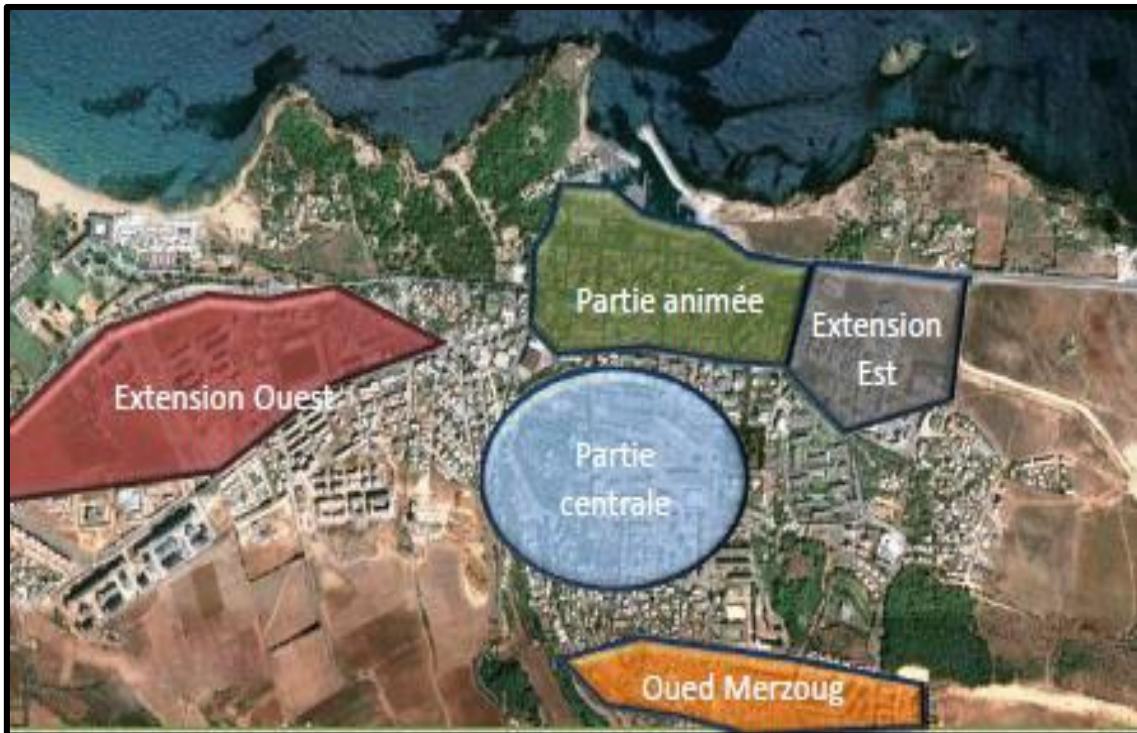 Partie animée
Extension
Est
Extension Ouest
Partie
centrale
Oued Merzoug